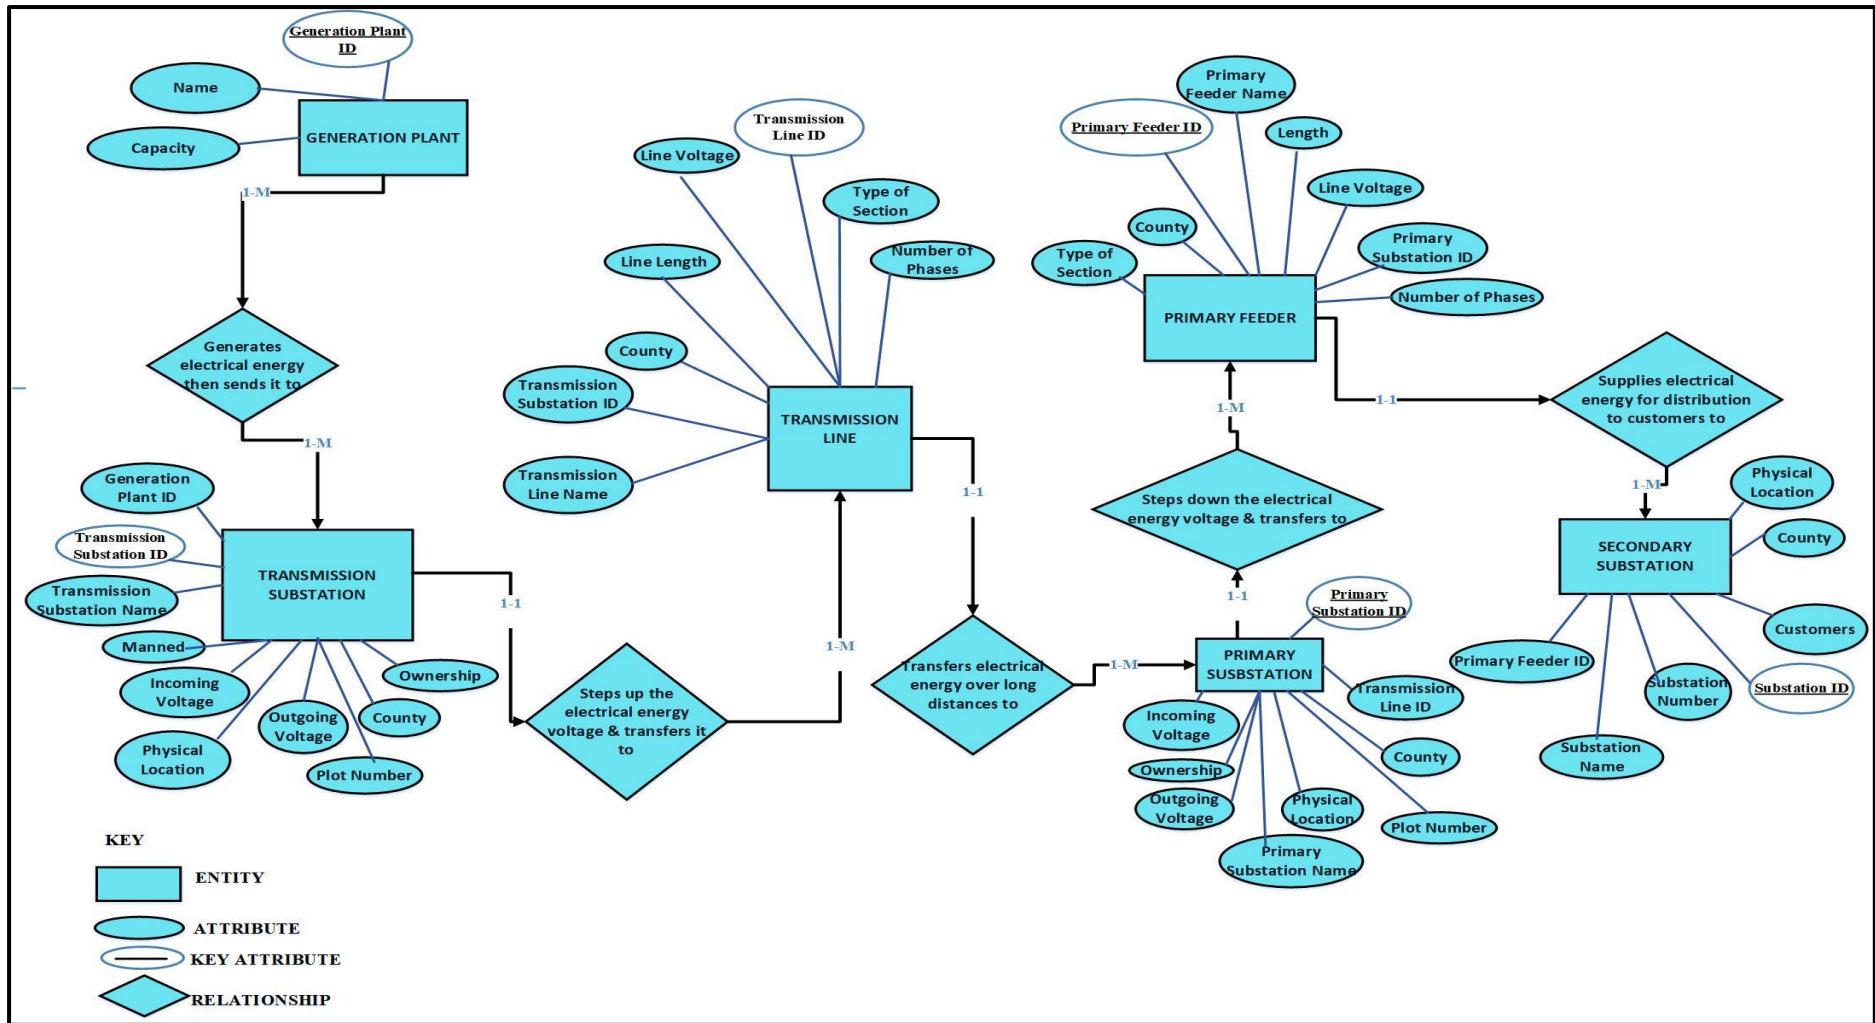 Generation Plant
ID
Name
Capacity
GENERATION PLANT
1-M
Generates
electrical energy
then sends it to
1-M
Generation
Plant ID
Transmission
Substation ID
Transmission
Substation Name
Manned
Incoming
Voltage
Physical
Location
Outgoing
Voltage
Plot Number
County
Ownership
TRANSMISSION
SUBSTATION
1-1
Steps up the
electrical energy
voltage & transfers it
to
1-M
Transmission
Line ID
Line Voltage
Type of
Section
Number of
Phases
Line Length
County
Transmission
Substation ID
Transmission
Line Name
TRANSMISSION
LINE
1-1
Transfers electrical
energy over long
distances to
1-M
Primary
Substation ID
PRIMARY
SUSBSTATION
Transmission
Line ID
Incoming
Voltage
Ownership
Outgoing
Voltage
Primary
Substation Name
Physical
Location
Plot Number
County
1-1
Steps down the electrical
energy voltage & transfers to
1-M
Primary
Feeder Name
Primary Feeder ID
Length
Line Voltage
County
Type of
Section
Primary
Substation ID
Number of Phases
PRIMARY FEEDER
1-1
Supplies electrical
energy for distribution
to customers to
1-M
Physical
Location
County
SECONDARY
SUBSTATION
Customers
Primary Feeder ID
Substation
Number
Substation ID
Substation
Name
KEY
ENTITY
ATTRIBUTE
KEY ATTRIBUTE
RELATIONSHIP